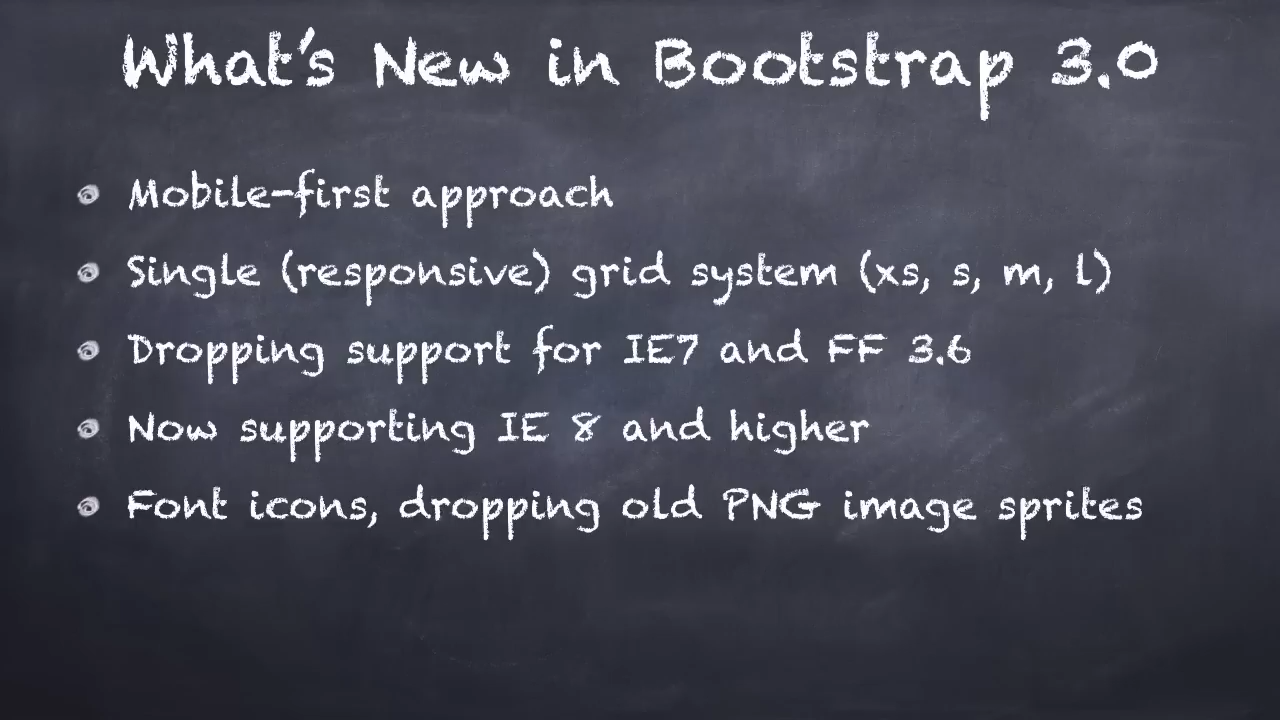 What's New in Bootstrap 3.0
Mobile-first approach
Single (responsive) grid system (xs, s, m, l)
Dropping support for IE7 and FF 3.6
Now supporting IE 8 and higher
Font icons, dropping old PNG image sprites